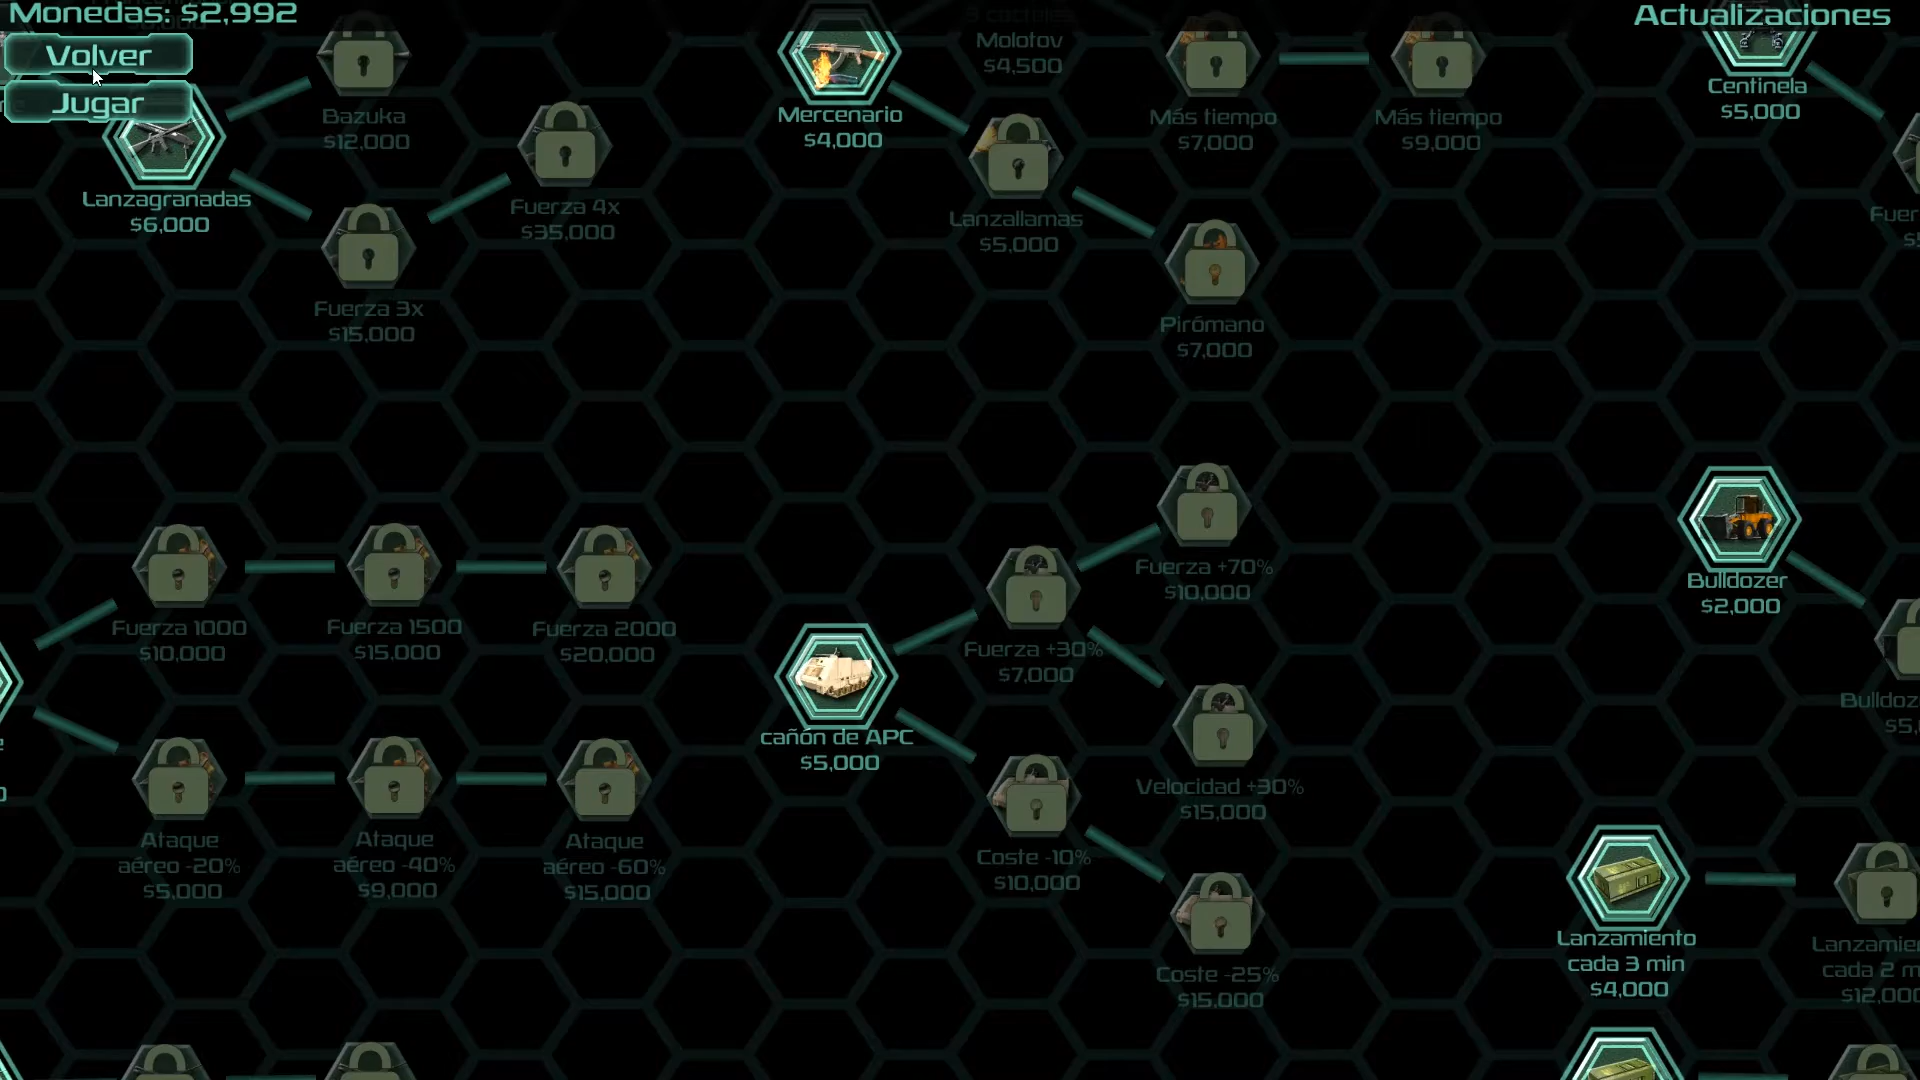 Monedas: $2,992
Actualizaciones
Volver
Jugar
Lanzagranadas
$6,000
Bazuka
$12,000
Fuerza 3x
$15,000
Fuerza 4x
$35,000
Mercenario
$4,000
Molotov
$4,500
Lanzallamas
$5,000
Más tiempo
$7,000
Más tiempo
$9,000
Pirómano
$7,000
Centinela
$5,000
Fuerza 1000
$10,000
Fuerza 1500
$15,000
Fuerza 2000
$20,000
Ataque
aéreo -20%
$5,000
Ataque
aéreo -40%
$9,000
Ataque
aéreo -60%
$15,000
cañón de APC
$5,000
Fuerza +30%
$7,000
Fuerza +70%
$10,000
Velocidad +30%
$15,000
Coste -10%
$10,000
Coste -25%
$15,000
Bulldozer
$2,000
Lanzamiento
cada 3 min
$4,000
cada 2 m
$12,000